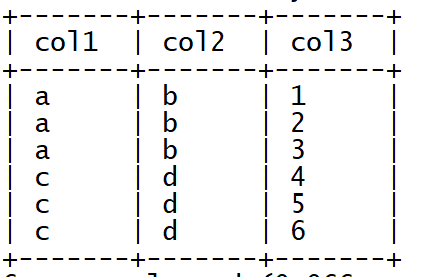 +-------+-------+-------+
| col1  | col2  | col3  |
+-------+-------+-------+
| a     | b     | 1     |
| a     | b     | 2     |
| a     | b     | 3     |
| c     | d     | 4     |
| c     | d     | 5     |
| c     | d     | 6     |
+-------+-------+-------+